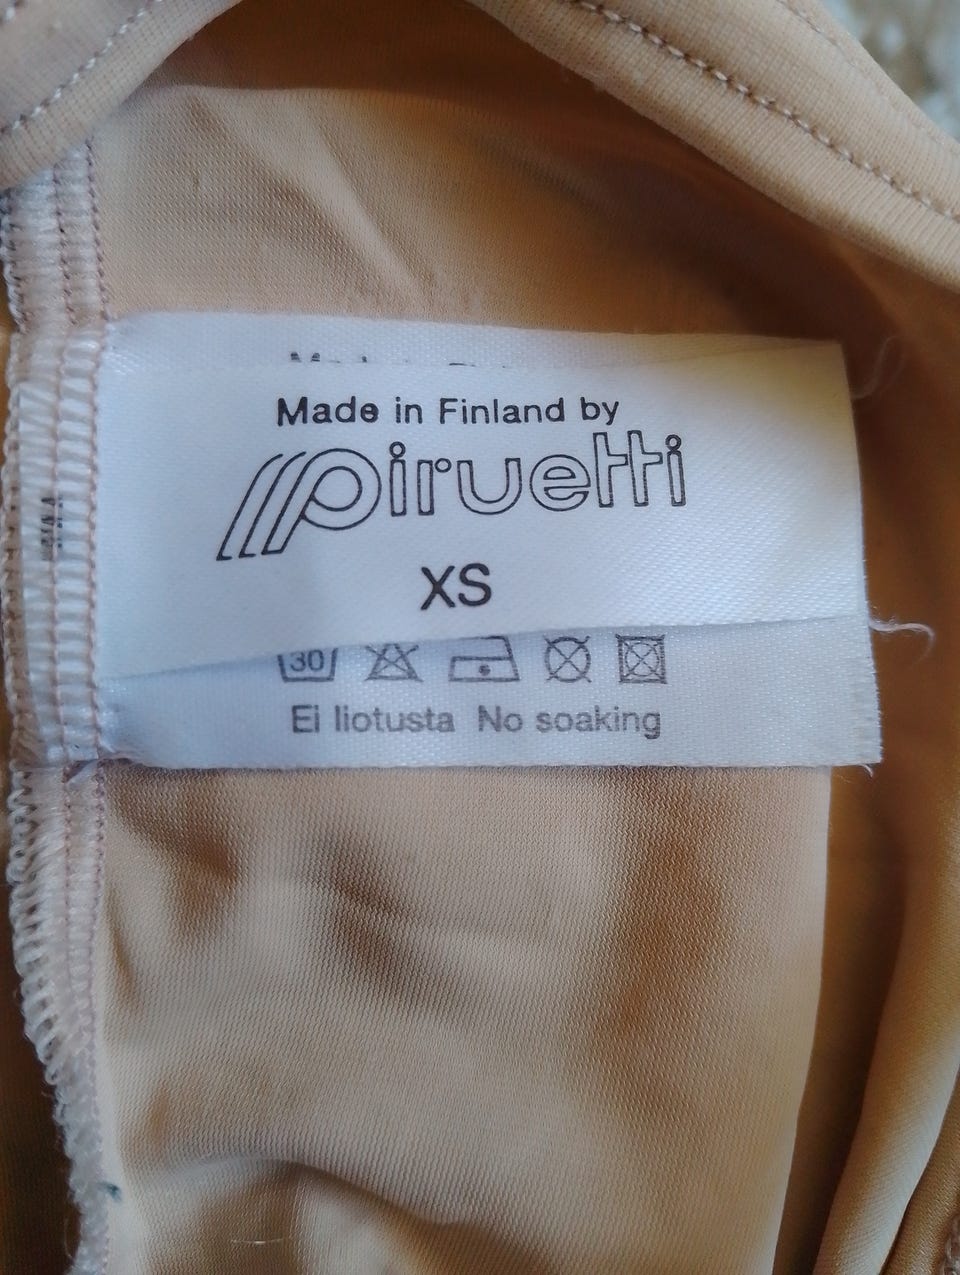 Made in Finland by
piruetti
XS
30
Ei liotusta No soaking